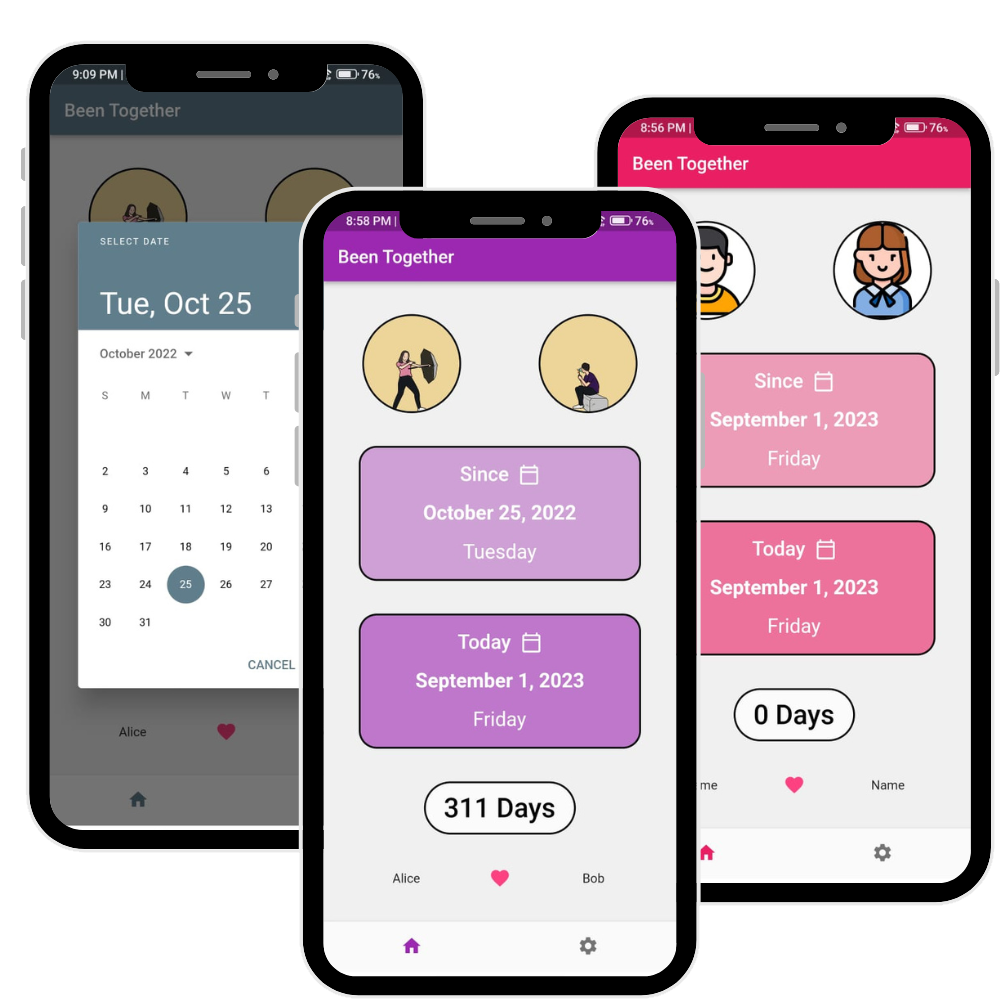 9:09 PM |
76%
Been Together
SELECT DATE
Tue, Oct 25
October 2022
S M T W T
2 3 4 5 6
9 10 11 12 13
16 17 18 19 20
23 24 25 26 27
30 31
CANCEL
Alice
8:58 PM |
76%
Been Together
Since
October 25, 2022
Tuesday
Today
September 1, 2023
Friday
311 Days
Alice Bob
8:56 PM |
76%
Been Together
Since
September 1, 2023
Friday
Today
September 1, 2023
Friday
0 Days
me Name